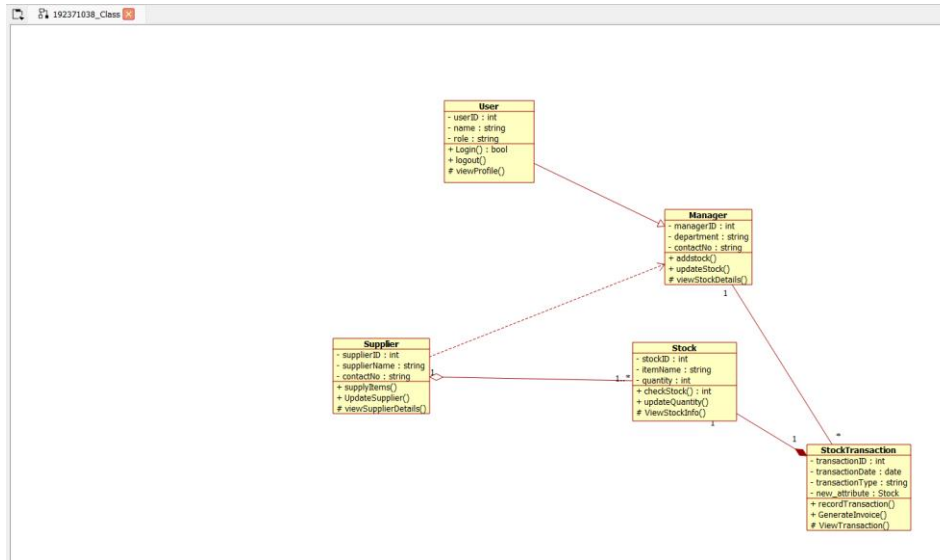 192371038_Class
User
- userID : int
- name : string
- role : string
+ Login() : bool
+ logout()
# viewProfile()
Manager
- managerID : int
- department : string
- contactNo : string
+ addstock()
+ updateStock()
# viewStockDetails()
1
Supplier
- supplierID : int
- supplierName : string
- contactNo : string
+ supplyItems()
+ UpdateSupplier()
# viewSupplierDetails()
1
1..*
Stock
- stockID : int
- itemName : string
- quantity : int
+ checkStock() : int
+ updateQuantity()
# ViewStockInfo()
1
1
*
StockTransaction
- transactionID : int
- transactionDate : date
- transactionType : string
- new_attribute : Stock
+ recordTransaction()
+ GenerateInvoice()
# ViewTransaction()